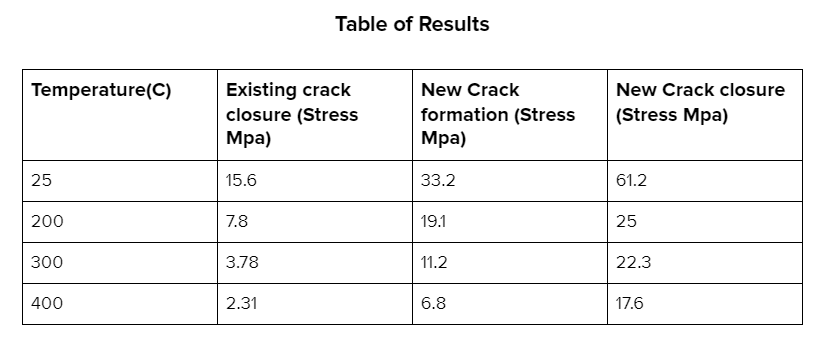 Table of Results
Temperature(C) Existing crack closure (Stress Mpa) New Crack formation (Stress Mpa) New Crack closure (Stress Mpa)
25 15.6 33.2 61.2
200 7.8 19.1 25
300 3.78 11.2 22.3
400 2.31 6.8 17.6